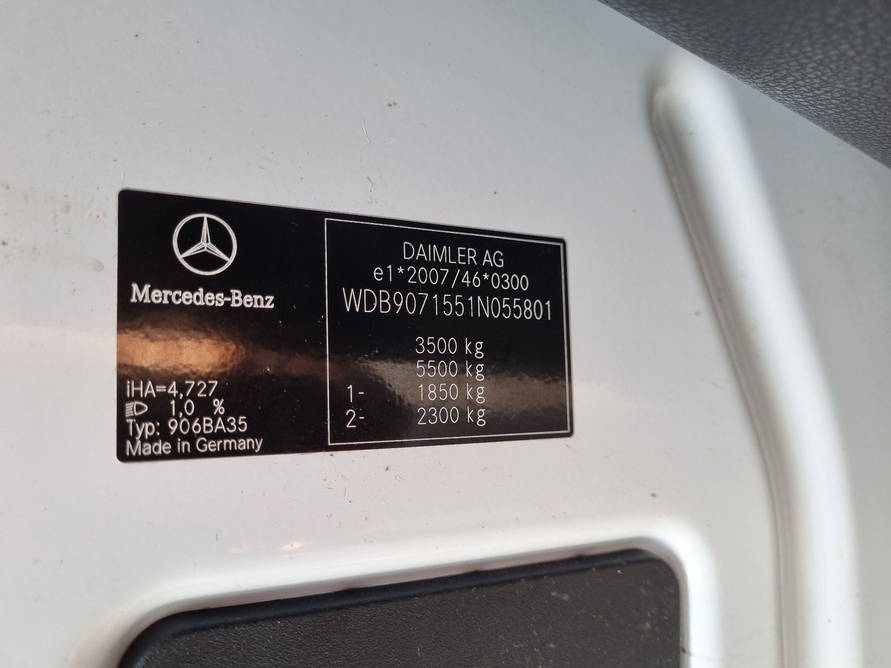 Mercedes-Benz
iHA=4,727
1,0 %
Typ: 906BA35
Made in Germany
DAIMLER AG
e1*2007/46*0300
WDB9071551N055801
3500 kg
5500 kg
1- 1850 kg
2- 2300 kg